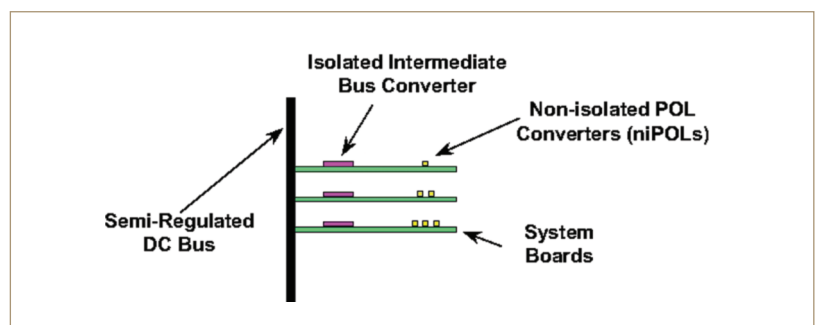 Isolated Intermediate
Bus Converter
Non-isolated POL
Converters (niPOLs)
Semi-Regulated
DC Bus
System
Boards